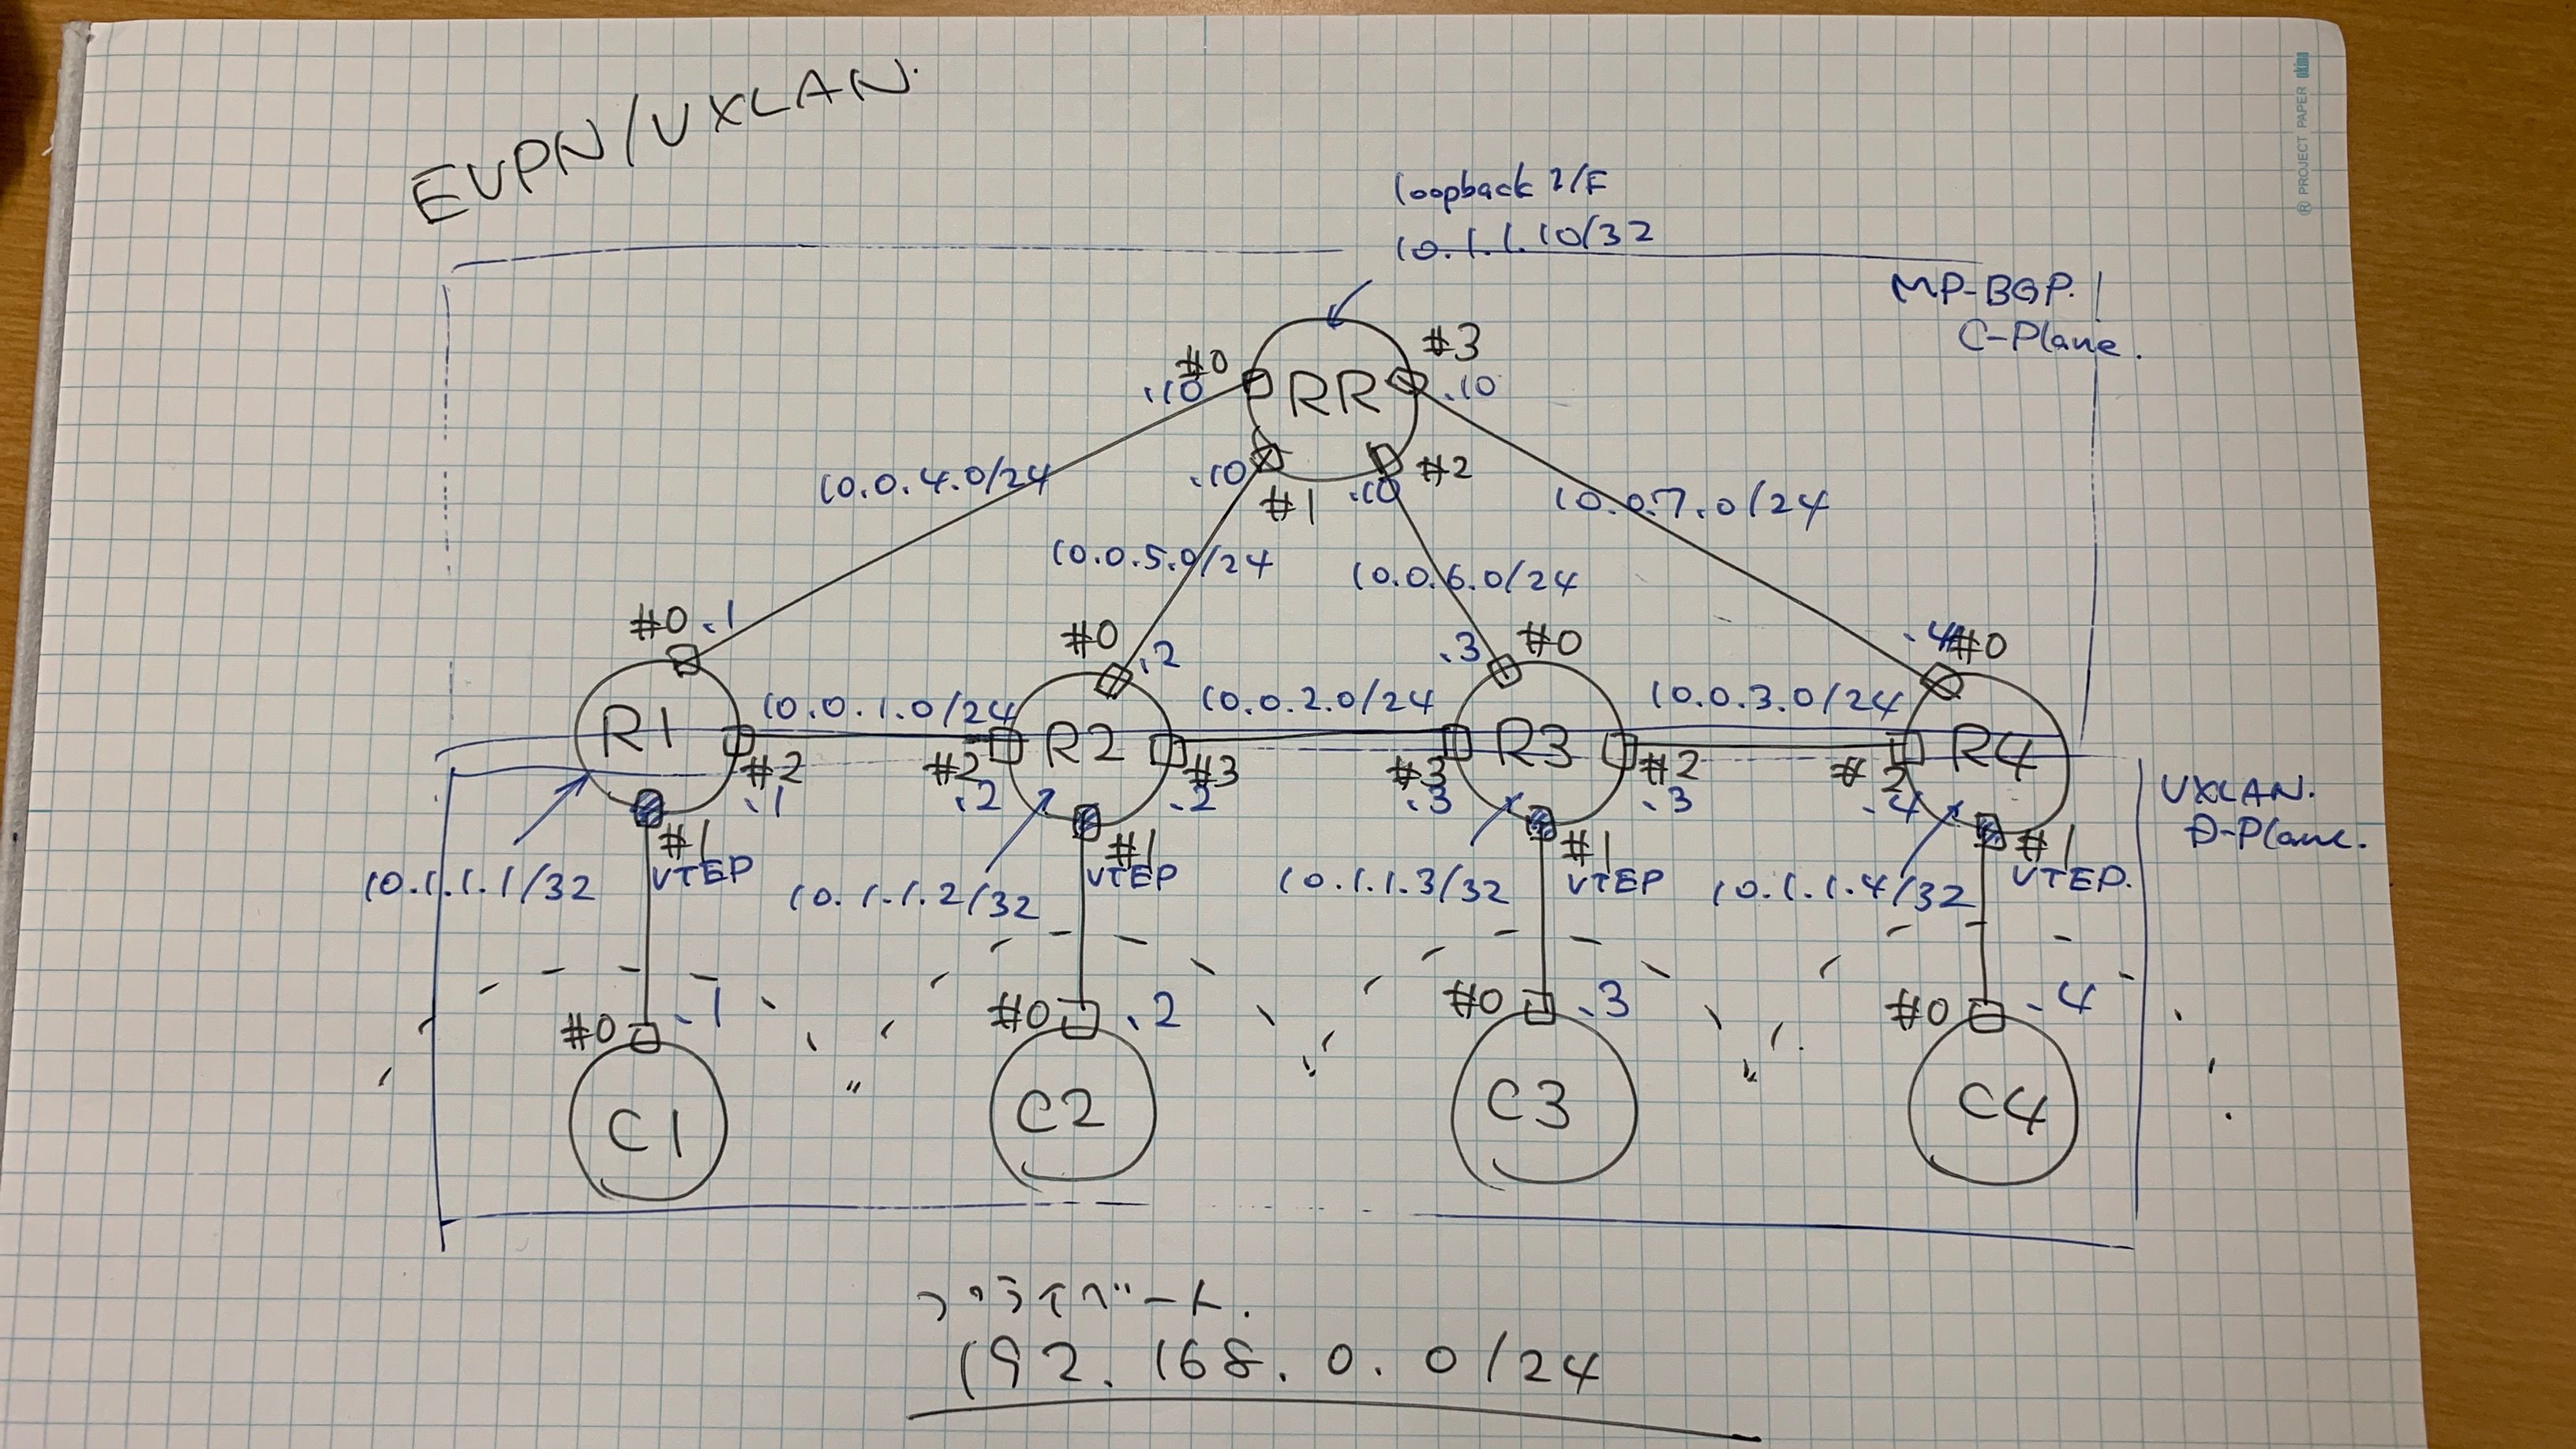 EVPN/VXLAN.
® PROJECT PAPER okina
loopback I/F
10.1.1.10/32
MP-BGP.
C-Plane.
#0
#3
.10
RR
.10
.10
#1
.10
#2
10.0.4.0/24
10.0.7.0/24
10.0.5.0/24
10.0.6.0/24
#0 .1
#0
.2
.3
#0
.4
#0
R1
10.0.1.0/24
R2
10.0.2.0/24
R3
10.0.3.0/24
R4
#2
.1
#2
.2
#3
.2
#3
.3
#2
.3
#2
.4
VXLAN.
D-Plane.
#1
VTEP
#1
VTEP
#1
VTEP
#1
VTEP.
10.1.1.1/32
10.1.1.2/32
10.1.1.3/32
10.1.1.4/32
#0
.1
#0
.2
#0
.3
#0
.4
C1
C2
C3
C4
プライベート.
192.168.0.0/24